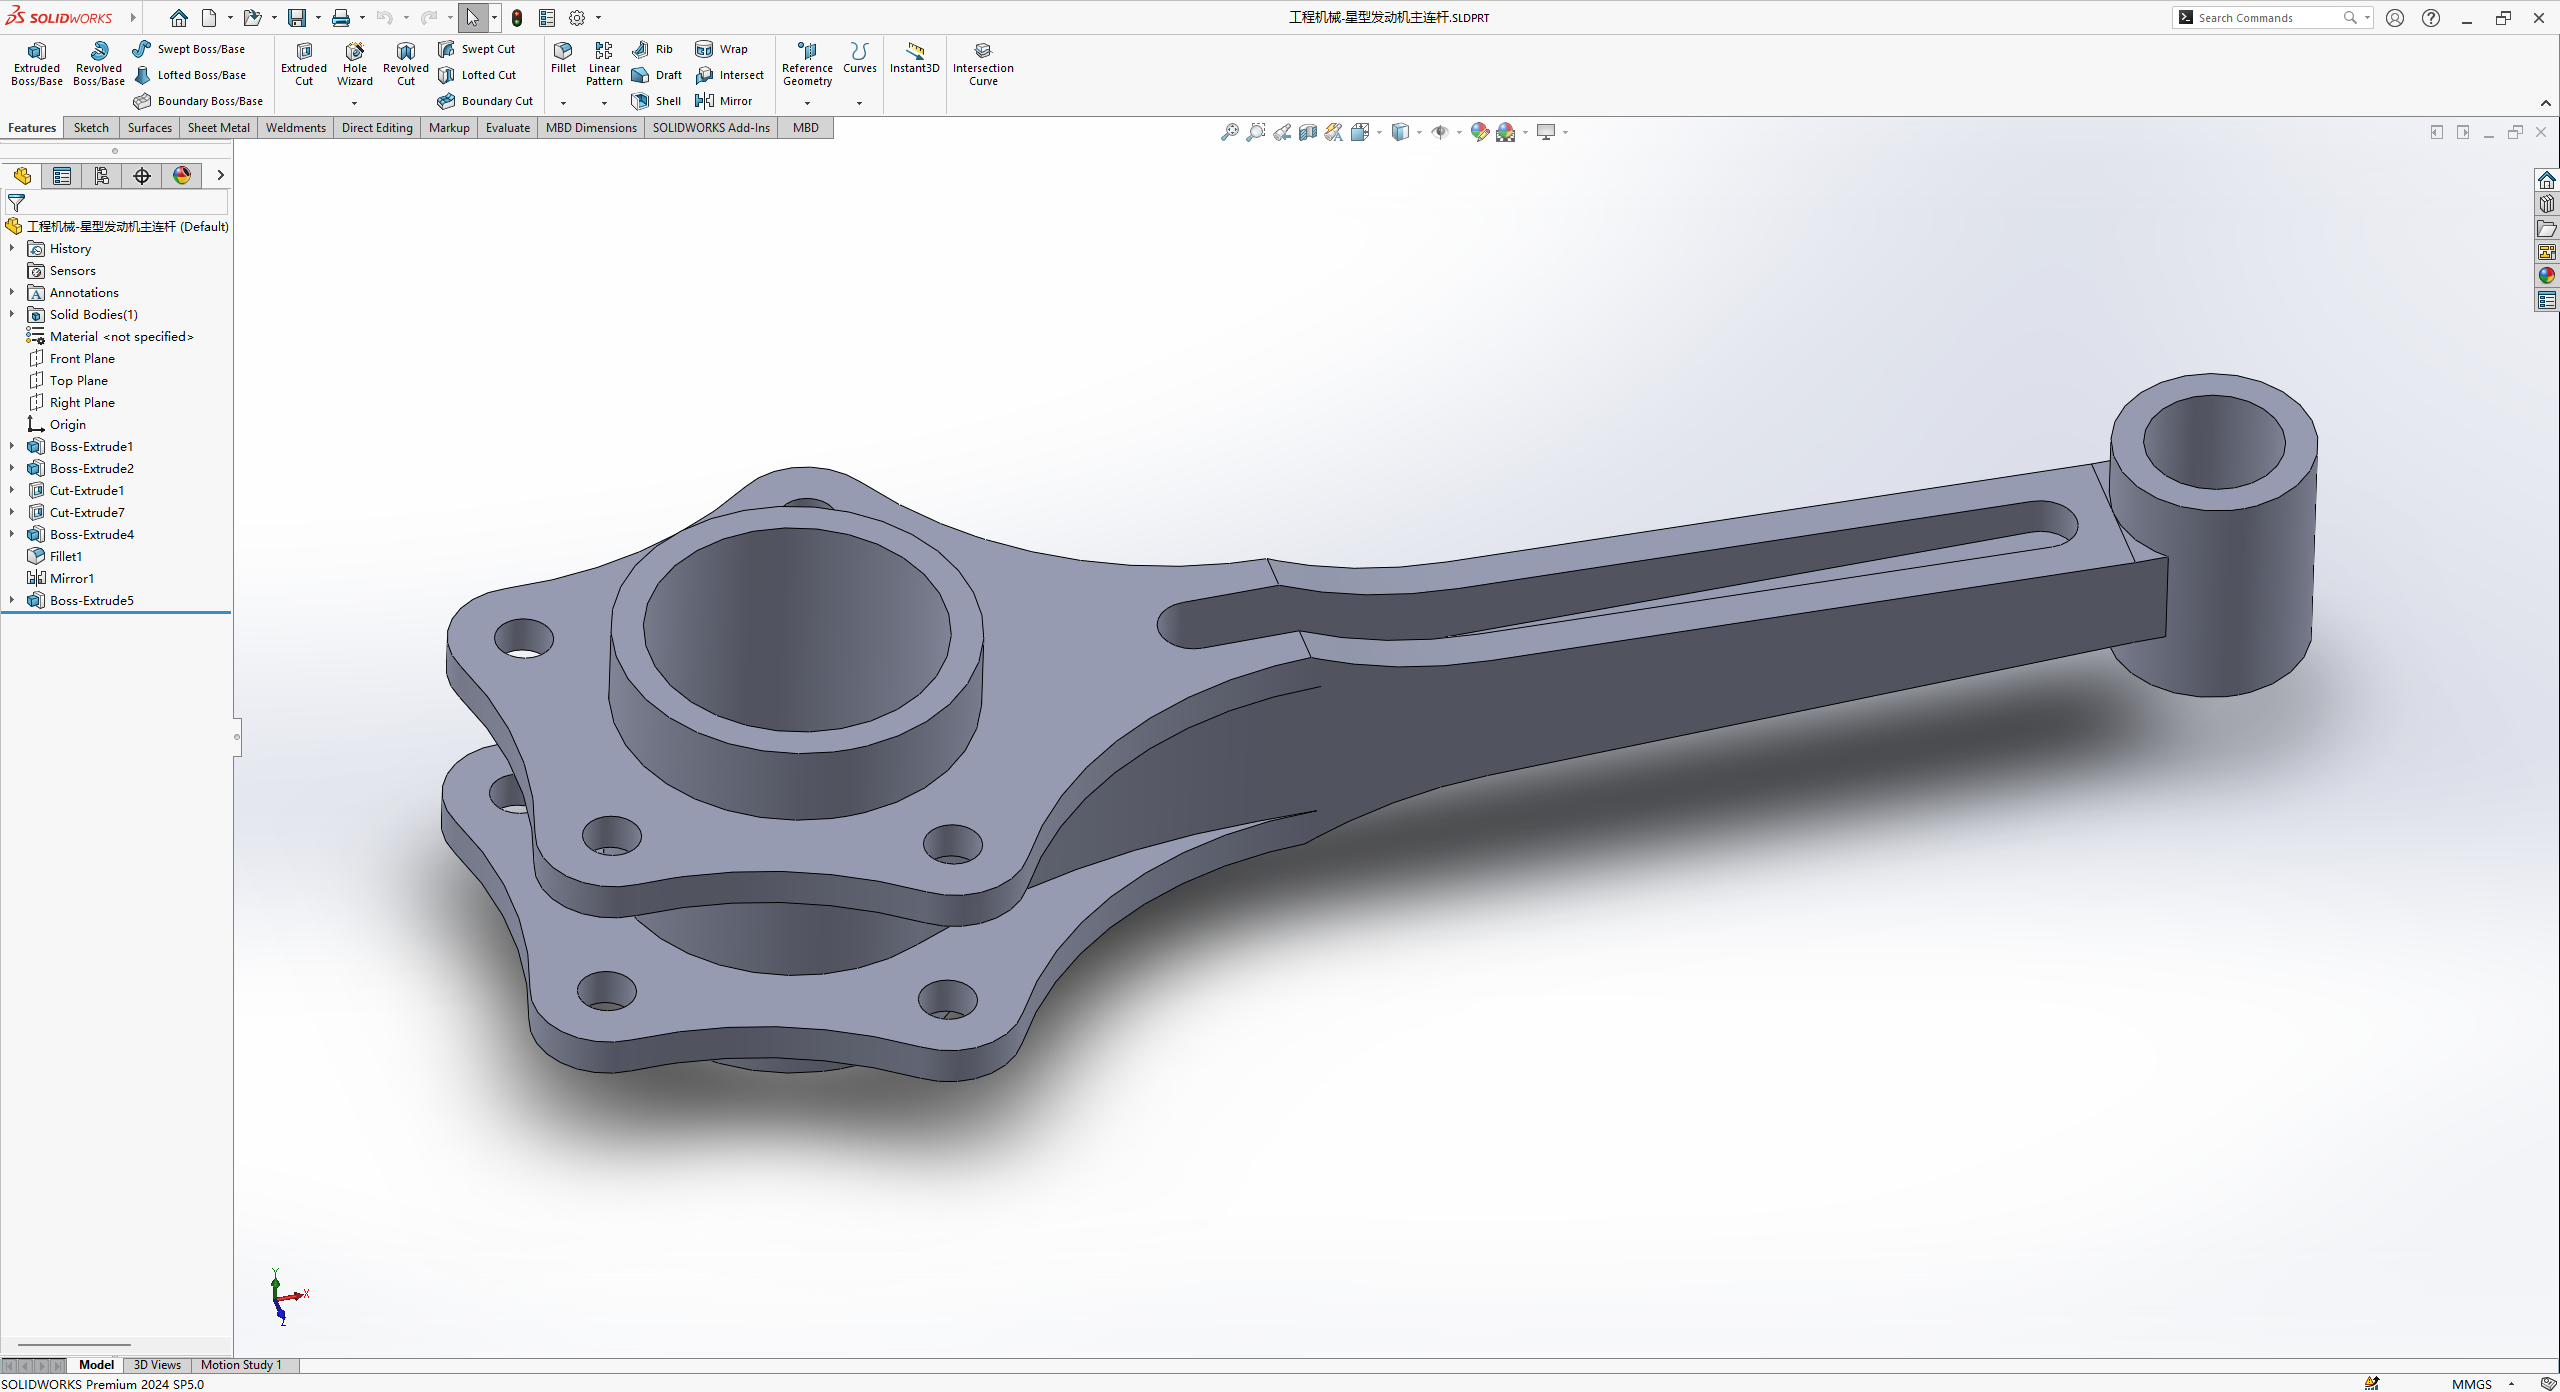 SOLIDWORKS
工程机械-星型发动机主连杆.SLDPRT
Search Commands
Extruded Boss/Base
Revolved Boss/Base
Swept Boss/Base
Lofted Boss/Base
Boundary Boss/Base
Extruded Cut
Hole Wizard
Revolved Cut
Swept Cut
Lofted Cut
Boundary Cut
Fillet
Linear Pattern
Rib
Draft
Shell
Wrap
Intersect
Mirror
Reference Geometry
Curves
Instant3D
Intersection Curve
Features
Sketch
Surfaces
Sheet Metal
Weldments
Direct Editing
Markup
Evaluate
MBD Dimensions
SOLIDWORKS Add-Ins
MBD
工程机械-星型发动机主连杆 (Default)
History
Sensors
Annotations
Solid Bodies(1)
Material <not specified>
Front Plane
Top Plane
Right Plane
Origin
Boss-Extrude1
Boss-Extrude2
Cut-Extrude1
Cut-Extrude7
Boss-Extrude4
Fillet1
Mirror1
Boss-Extrude5
Y
X
Z
Model
3D Views
Motion Study 1
SOLIDWORKS Premium 2024 SP5.0
MMGS